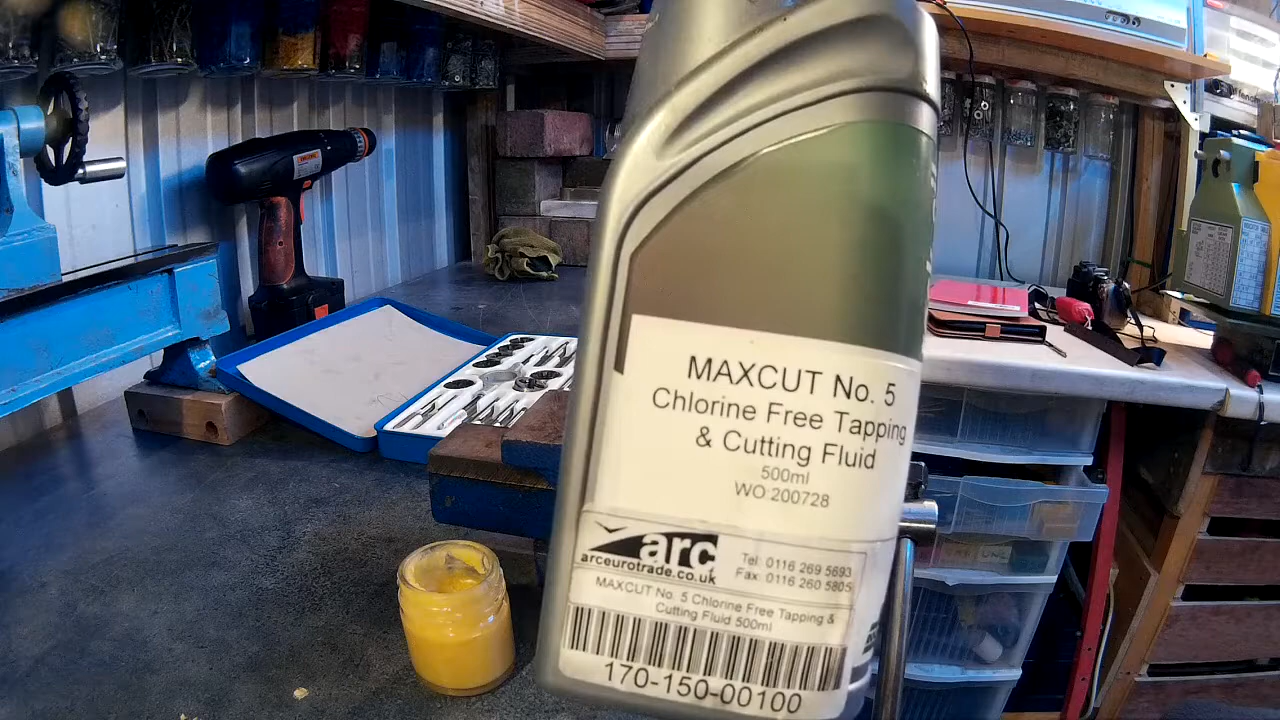 MAXCUT No. 5
Chlorine Free Tapping
& Cutting Fluid
500ml
WO:200728
arc
arceurotrade.co.uk
Tel: 0116 269 5693
Fax: 0116 260 5805
MAXCUT No. 5 Chlorine Free Tapping &
Cutting Fluid 500ml
170-150-00100